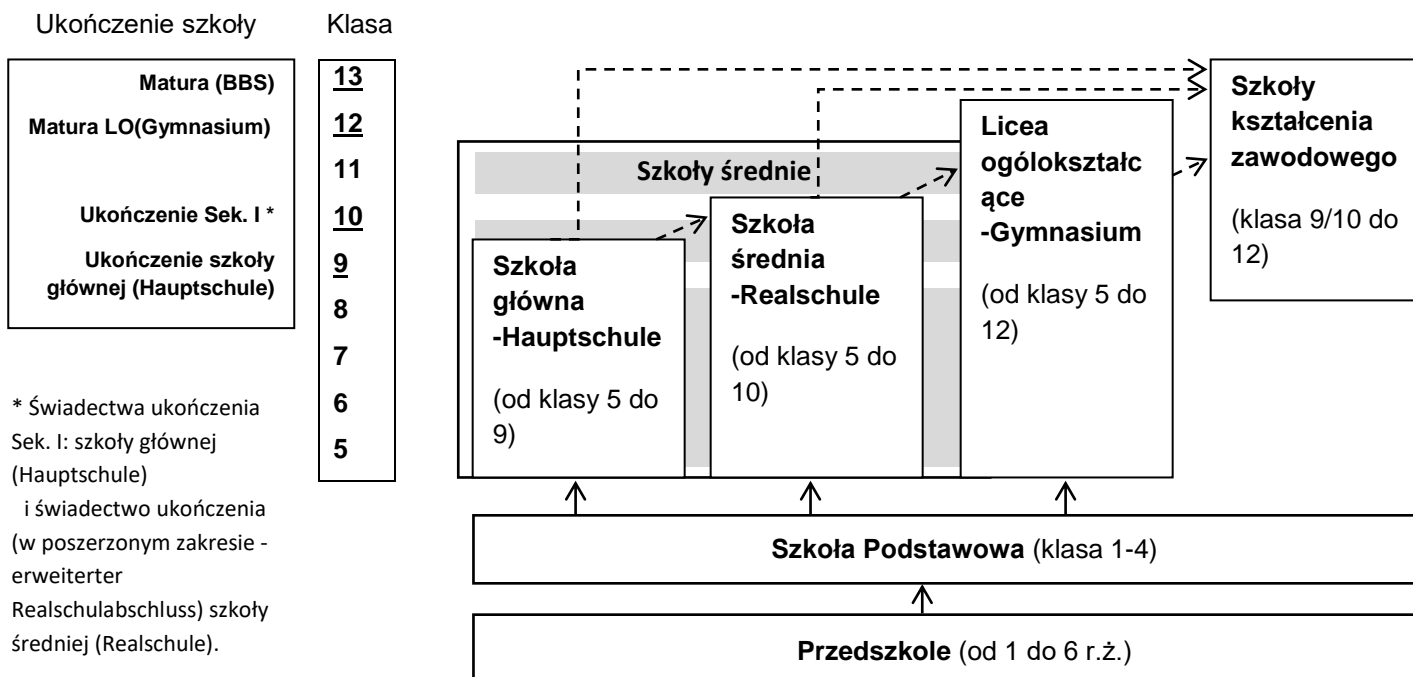 Ukończenie szkoły
Klasa
Matura (BBS)
Matura LO(Gymnasium)
Ukończenie Sek. I *
Ukończenie szkoły
głównej (Hauptschule)
13
12
11
10
9
8
7
6
5
* Świadectwa ukończenia
Sek. I: szkoły głównej
(Hauptschule)
i świadectwo ukończenia
(w poszerzonym zakresie -
erweiterter
Realschulabschluss) szkoły
średniej (Realschule).
Szkoły średnie
Szkoła
główna
-Hauptschule
(od klasy 5 do
9)
Szkoła
średnia
-Realschule
(od klasy 5 do
10)
Licea
ogólokształc
ące
-Gymnasium
(od klasy 5 do
12)
Szkoły
kształcenia
zawodowego
(klasa 9/10 do
12)
Szkoła Podstawowa (klasa 1-4)
Przedszkole (od 1 do 6 r.ż.)